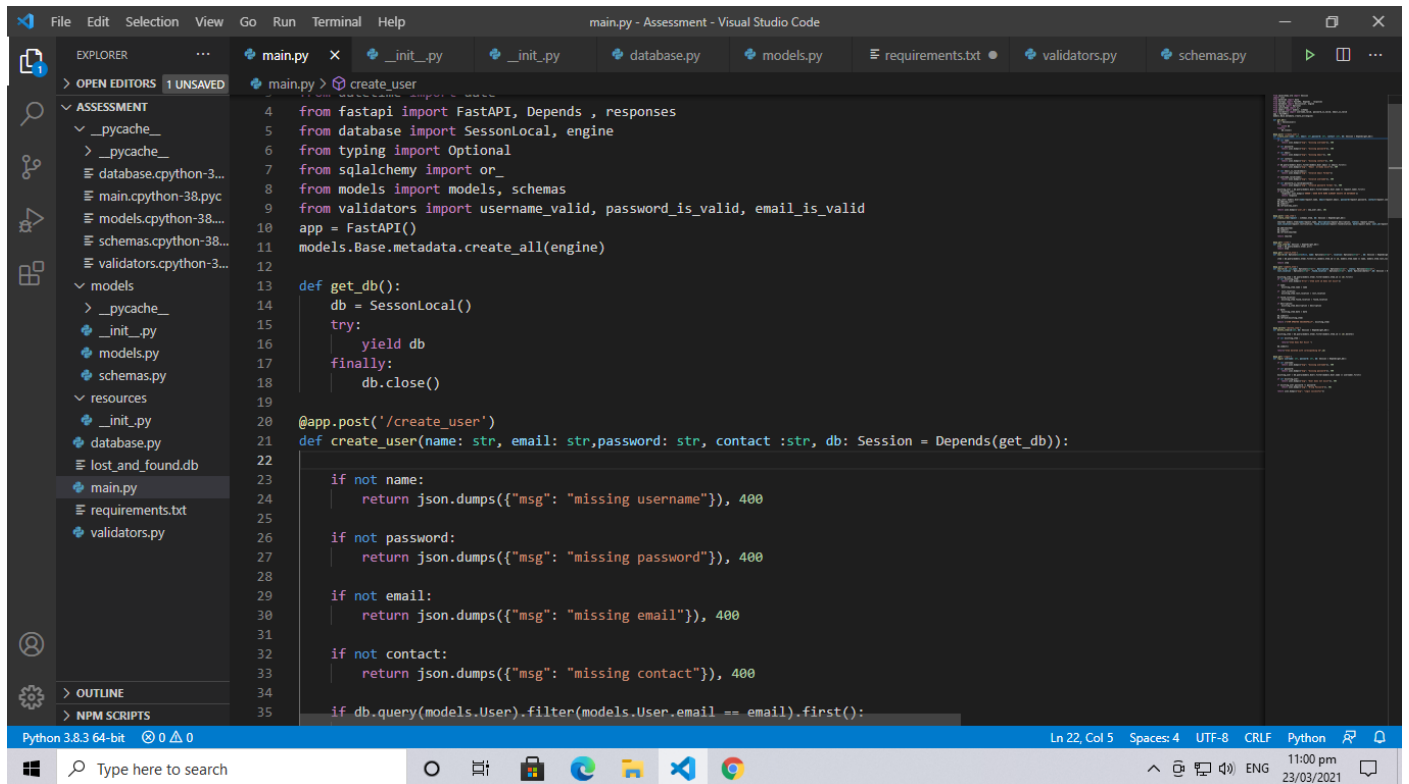 File Edit Selection View Go Run Terminal Help main.py - Assessment - Visual Studio Code
EXPLORER ...
main.py × __init__.py __init_.py database.py models.py requirements.txt validators.py schemas.py
1
> OPEN EDITORS 1 UNSAVED
ASSESSMENT
__pycache__
__pycache__
database.cpython-3...
main.cpython-38.pyc
models.cpython-38....
schemas.cpython-38...
validators.cpython-3...
models
__pycache__
__init__.py
models.py
schemas.py
resources
__init_.py
database.py
lost_and_found.db
main.py
requirements.txt
validators.py
OUTLINE
NPM SCRIPTS
main.py > create_user
3 from datetime import date
4 from fastapi import FastAPI, Depends , responses
5 from database import SessonLocal, engine
6 from typing import Optional
7 from sqlalchemy import or_
8 from models import models, schemas
9 from validators import username_valid, password_is_valid, email_is_valid
10 app = FastAPI()
11 models.Base.metadata.create_all(engine)
12
13 def get_db():
14     db = SessonLocal()
15     try:
16         yield db
17     finally:
18         db.close()
19
20 @app.post('/create_user')
21 def create_user(name: str, email: str,password: str, contact :str, db: Session = Depends(get_db)):
22
23     if not name:
24         return json.dumps({"msg": "missing username"}), 400
25
26     if not password:
27         return json.dumps({"msg": "missing password"}), 400
28
29     if not email:
30         return json.dumps({"msg": "missing email"}), 400
31
32     if not contact:
33         return json.dumps({"msg": "missing contact"}), 400
34
35     if db.query(models.User).filter(models.User.email == email).first():
Python 3.8.3 64-bit 0 0 Ln 22, Col 5 Spaces: 4 UTF-8 CRLF Python
Type here to search ENG 11:00 pm
23/03/2021